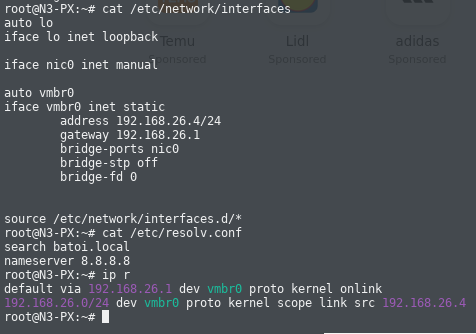 root@N3-PX:~# cat /etc/network/interfaces
auto lo
iface lo inet loopback
Temu
Lidl
adidas
Sponsored
Sponsored
Sponsored
iface nic0 inet manual
auto vmbr0
iface vmbr0 inet static
        address 192.168.26.4/24
        gateway 192.168.26.1
        bridge-ports nic0
        bridge-stp off
        bridge-fd 0
source /etc/network/interfaces.d/*
root@N3-PX:~# cat /etc/resolv.conf
search batoi.local
nameserver 8.8.8.8
root@N3-PX:~# ip r
default via 192.168.26.1 dev vmbr0 proto kernel onlink
192.168.26.0/24 dev vmbr0 proto kernel scope link src 192.168.26.4
root@N3-PX:~#